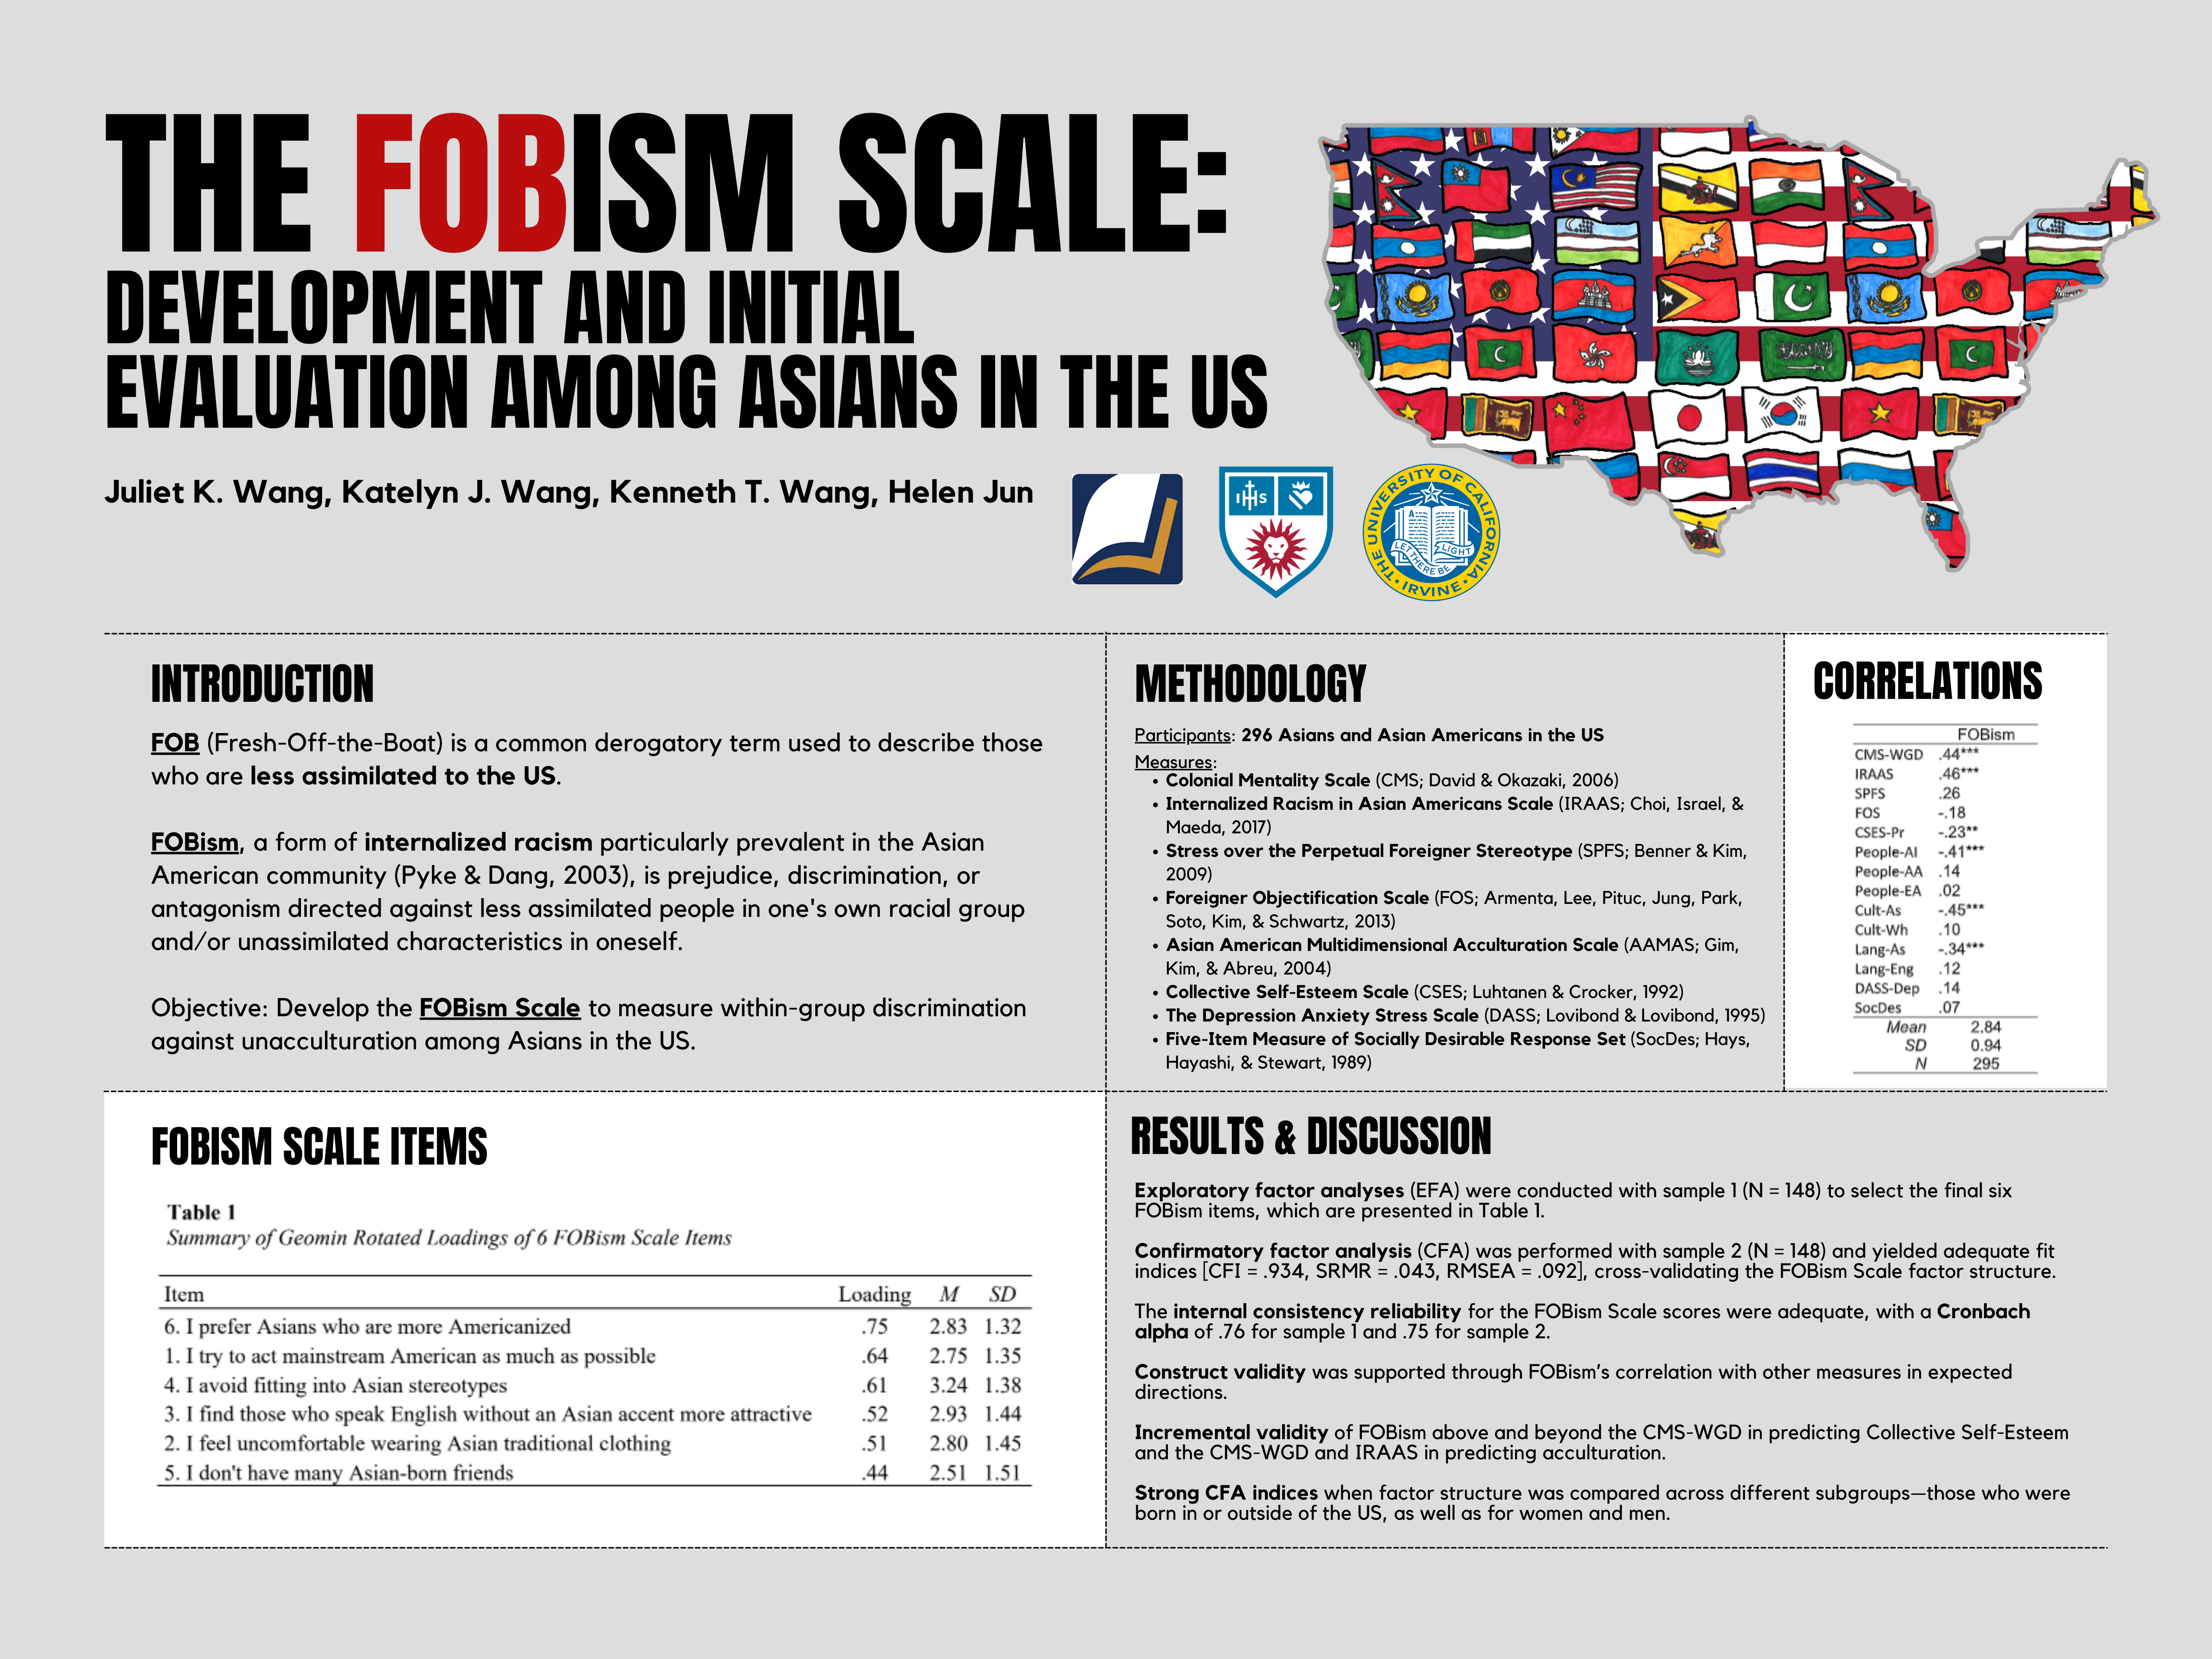 THE FOBISM SCALE:
DEVELOPMENT AND INITIAL
EVALUATION AMONG ASIANS IN THE US
Juliet K. Wang, Katelyn J. Wang, Kenneth T. Wang, Helen Jun
IHS
THE UNIVERSITY OF CALIFORNIA
LET THERE BE LIGHT
IRVINE
INTRODUCTION
FOB (Fresh-Off-the-Boat) is a common derogatory term used to describe those
who are less assimilated to the US.
FOBism, a form of internalized racism particularly prevalent in the Asian
American community (Pyke & Dang, 2003), is prejudice, discrimination, or
antagonism directed against less assimilated people in one's own racial group
and/or unassimilated characteristics in oneself.
Objective: Develop the FOBism Scale to measure within-group discrimination
against unacculturation among Asians in the US.
METHODOLOGY
Participants: 296 Asians and Asian Americans in the US
Measures:
• Colonial Mentality Scale (CMS; David & Okazaki, 2006)
• Internalized Racism in Asian Americans Scale (IRAAS; Choi, Israel, &
Maeda, 2017)
• Stress over the Perpetual Foreigner Stereotype (SPFS; Benner & Kim,
2009)
• Foreigner Objectification Scale (FOS; Armenta, Lee, Pituc, Jung, Park,
Soto, Kim, & Schwartz, 2013)
• Asian American Multidimensional Acculturation Scale (AAMAS; Gim,
Kim, & Abreu, 2004)
• Collective Self-Esteem Scale (CSES; Luhtanen & Crocker, 1992)
• The Depression Anxiety Stress Scale (DASS; Lovibond & Lovibond, 1995)
• Five-Item Measure of Socially Desirable Response Set (SocDes; Hays,
Hayashi, & Stewart, 1989)
CORRELATIONS
FOBism
CMS-WGD .44***
IRAAS .46***
SPFS .26
FOS -.18
CSES-Pr -.23**
People-AI -.41***
People-AA .14
People-EA .02
Cult-As -.45***
Cult-Wh .10
Lang-As -.34***
Lang-Eng .12
DASS-Dep .14
SocDes .07
Mean 2.84
SD 0.94
N 295
FOBISM SCALE ITEMS
Table 1
Summary of Geomin Rotated Loadings of 6 FOBism Scale Items
Item Loading M SD
6. I prefer Asians who are more Americanized .75 2.83 1.32
1. I try to act mainstream American as much as possible .64 2.75 1.35
4. I avoid fitting into Asian stereotypes .61 3.24 1.38
3. I find those who speak English without an Asian accent more attractive .52 2.93 1.44
2. I feel uncomfortable wearing Asian traditional clothing .51 2.80 1.45
5. I don't have many Asian-born friends .44 2.51 1.51
RESULTS & DISCUSSION
Exploratory factor analyses (EFA) were conducted with sample 1 (N = 148) to select the final six
FOBism items, which are presented in Table 1.
Confirmatory factor analysis (CFA) was performed with sample 2 (N = 148) and yielded adequate fit
indices [CFI = .934, SRMR = .043, RMSEA = .092], cross-validating the FOBism Scale factor structure.
The internal consistency reliability for the FOBism Scale scores were adequate, with a Cronbach
alpha of .76 for sample 1 and .75 for sample 2.
Construct validity was supported through FOBism's correlation with other measures in expected
directions.
Incremental validity of FOBism above and beyond the CMS-WGD in predicting Collective Self-Esteem
and the CMS-WGD and IRAAS in predicting acculturation.
Strong CFA indices when factor structure was compared across different subgroups—those who were
born in or outside of the US, as well as for women and men.